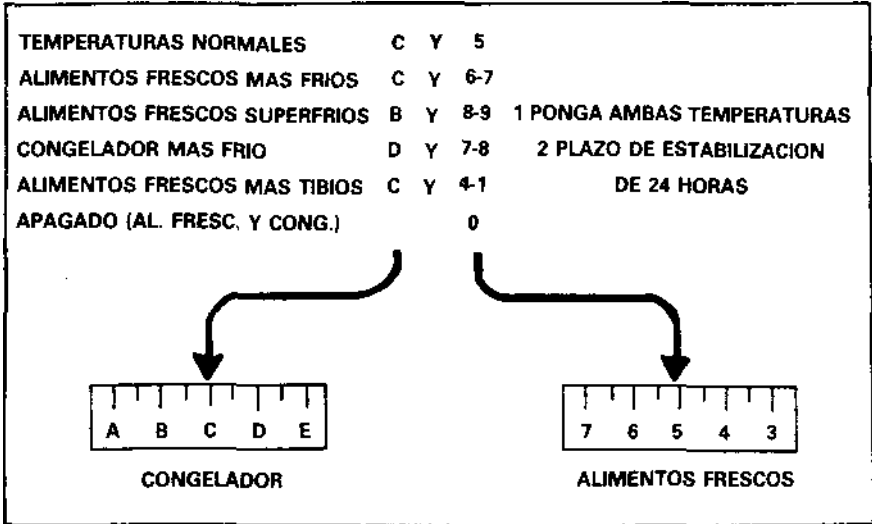 TEMPERATURAS NORMALES C Y 5
ALIMENTOS FRESCOS MAS FRIOS C Y 6-7
ALIMENTOS FRESCOS SUPERFRIOS B Y 8-9 1 PONGA AMBAS TEMPERATURAS
CONGELADOR MAS FRIO D Y 7-8 2 PLAZO DE ESTABILIZACION
ALIMENTOS FRESCOS MAS TIBIOS C Y 4-1 DE 24 HORAS
APAGADO (AL. FRESC. Y CONG.) 0
A B C D E 7 6 5 4 3
CONGELADOR ALIMENTOS FRESCOS